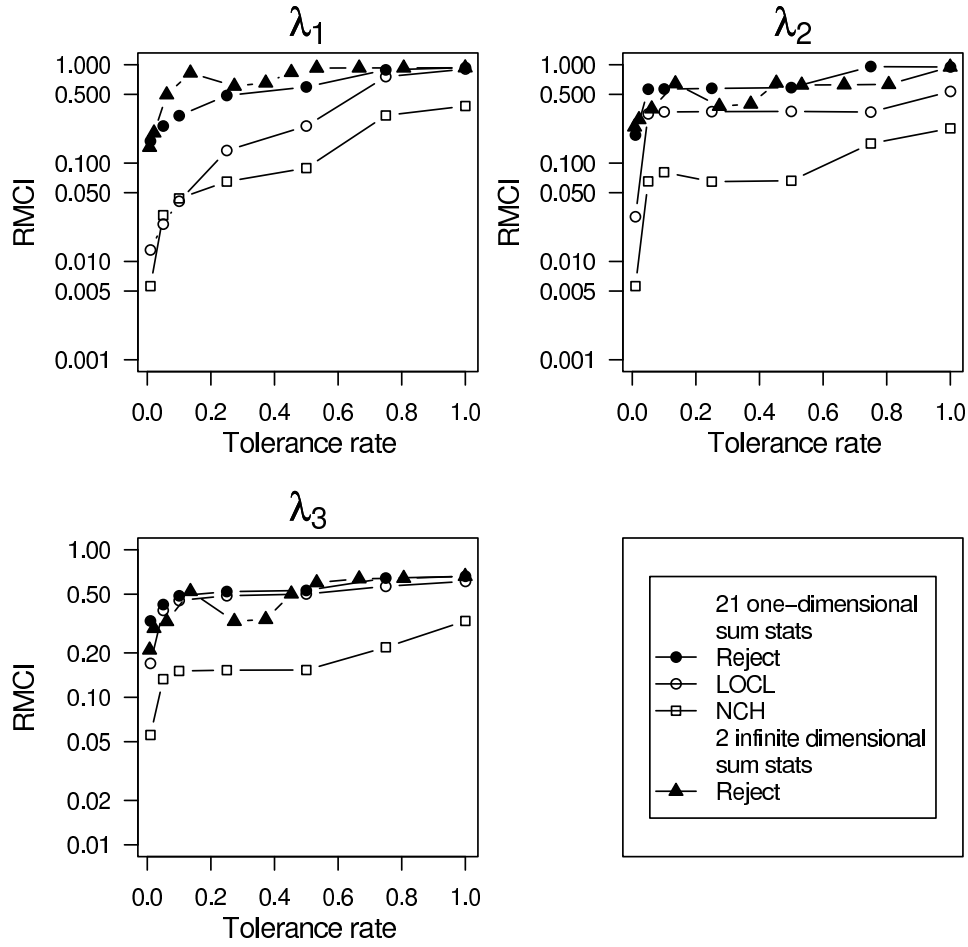 λ1
1.000
0.500
0.100
0.050
0.010
0.005
0.001
RMCI
0.0 0.2 0.4 0.6 0.8 1.0
Tolerance rate
λ2
1.000
0.500
0.100
0.050
0.010
0.005
0.001
RMCI
0.0 0.2 0.4 0.6 0.8 1.0
Tolerance rate
λ3
1.00
0.50
0.20
0.10
0.05
0.02
0.01
RMCI
0.0 0.2 0.4 0.6 0.8 1.0
Tolerance rate
21 one-dimensional
sum stats
Reject
LOCL
NCH
2 infinite dimensional
sum stats
Reject